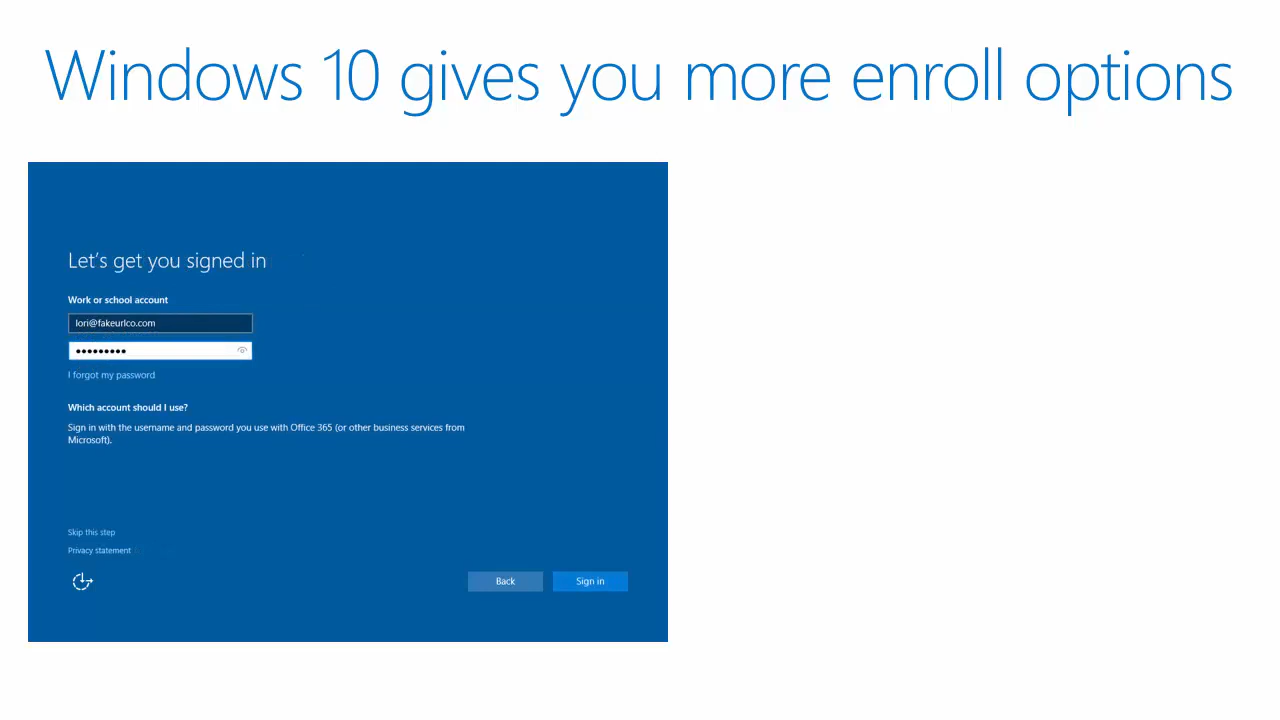 Windows 10 gives you more enroll options
Let's get you signed in
Work or school account
lori@fakeurlco.com
•••••••••
I forgot my password
Which account should I use?
Sign in with the username and password you use with Office 365 (or other business services from
Microsoft).
Skip this step
Privacy statement
Back
Sign in